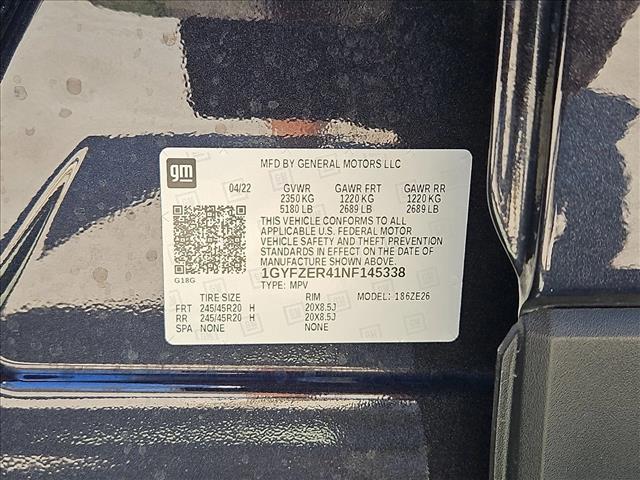 gm
MFD BY GENERAL MOTORS LLC
04/22 GVWR GAWR FRT GAWR RR
2350 KG 1220 KG 1220 KG
5180 LB 2689 LB 2689 LB
THIS VEHICLE CONFORMS TO ALL
APPLICABLE U.S. FEDERAL MOTOR
VEHICLE SAFETY AND THEFT PREVENTION
STANDARDS IN EFFECT ON THE DATE OF
MANUFACTURE SHOWN ABOVE.
1GYFZER41NF145338
G18G
TYPE: MPV
TIRE SIZE RIM MODEL: 186ZE26
FRT 245/45R20 H 20X8.5J
RR 245/45R20 H 20X8.5J
SPA NONE NONE